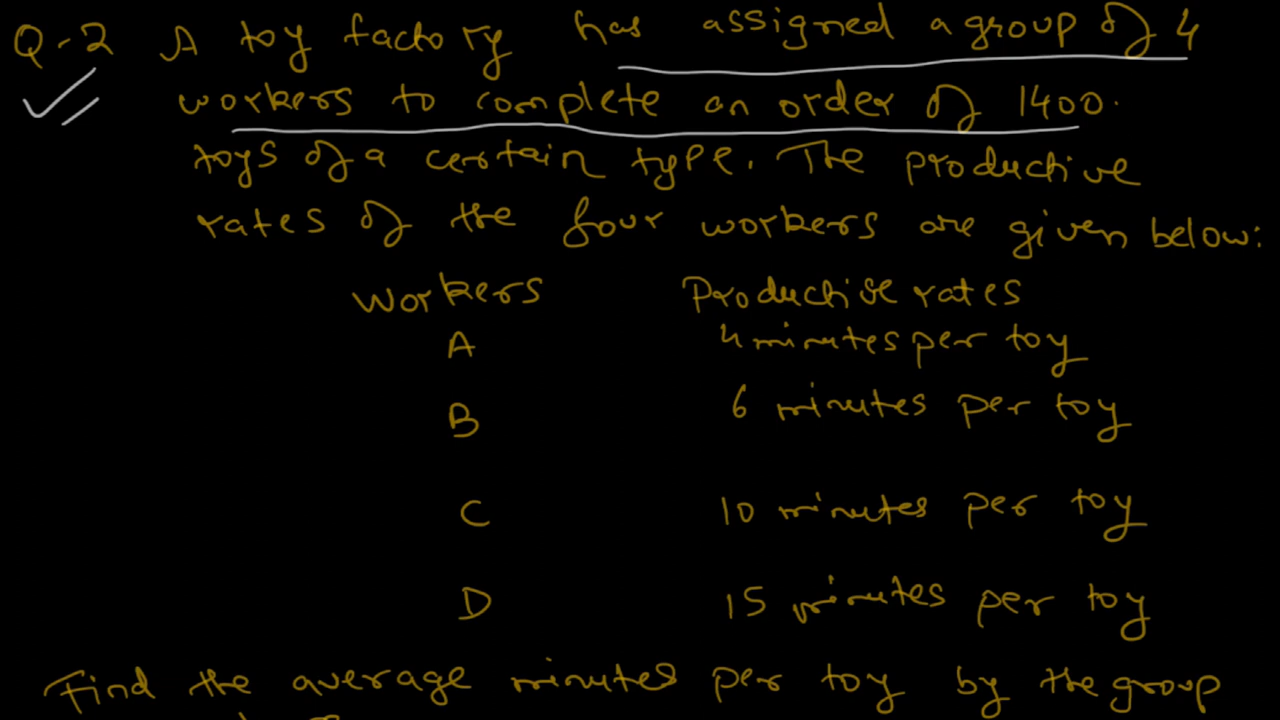 Q-2 A toy factory has assigned a group of 4
workers to complete an order of 1400.
toys of a certain type. The productive
rates of the four workers are given below:
Workers Productive rates
A 4 minutes per toy
B 6 minutes per toy
C 10 minutes per toy
D 15 minutes per toy
Find the average minutes per toy by the group